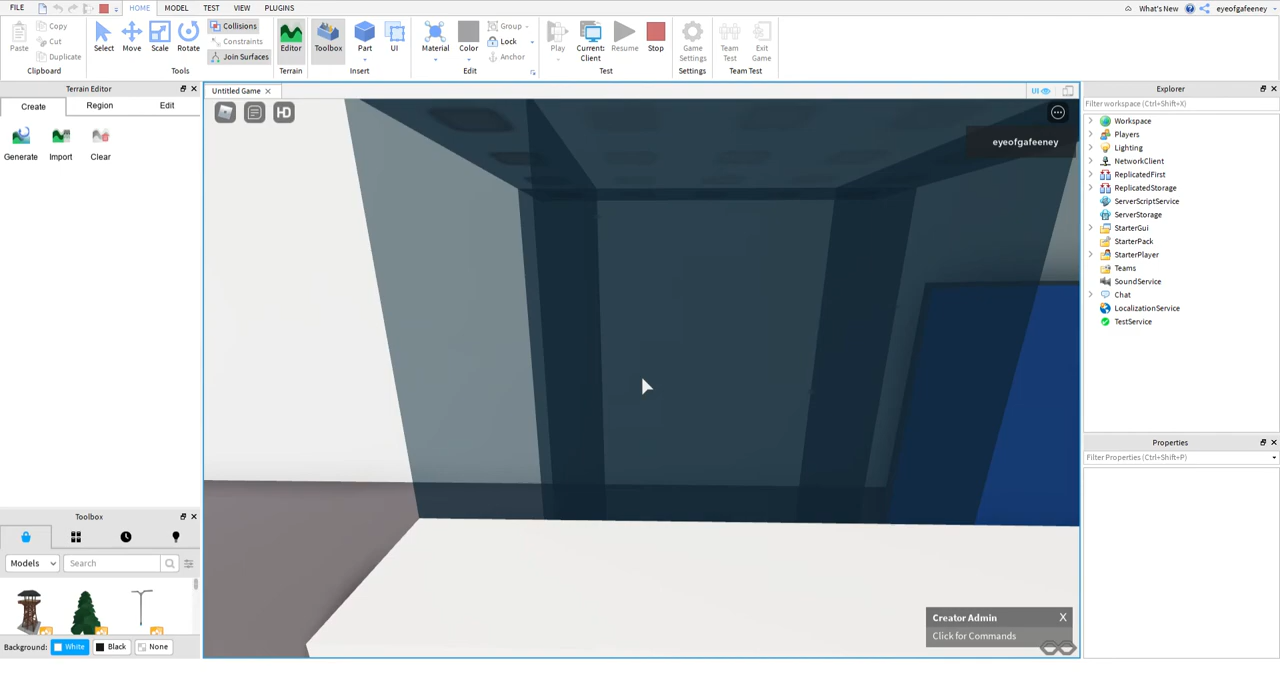 FILE HOME MODEL TEST VIEW PLUGINS What's New eyeofgafeeney
Paste Copy Cut Duplicate Select Move Scale Rotate Collisions Constraints Join Surfaces Editor Toolbox Part UI Material Color Group Lock Anchor Play Current: Client Resume Stop Game Settings Team Test Exit Game
Clipboard Tools Terrain Insert Edit Test Settings Team Test
Terrain Editor
Create Region Edit
Generate Import Clear
Untitled Game UI
HD
eyeofgafeeney
Creator Admin X
Click for Commands
Toolbox
Models Search
Background: White Black None
Explorer
Filter workspace (Ctrl+Shift+X)
Workspace
Players
Lighting
NetworkClient
ReplicatedFirst
ReplicatedStorage
ServerScriptService
ServerStorage
StarterGui
StarterPack
StarterPlayer
Teams
SoundService
Chat
LocalizationService
TestService
Properties
Filter Properties (Ctrl+Shift+P)